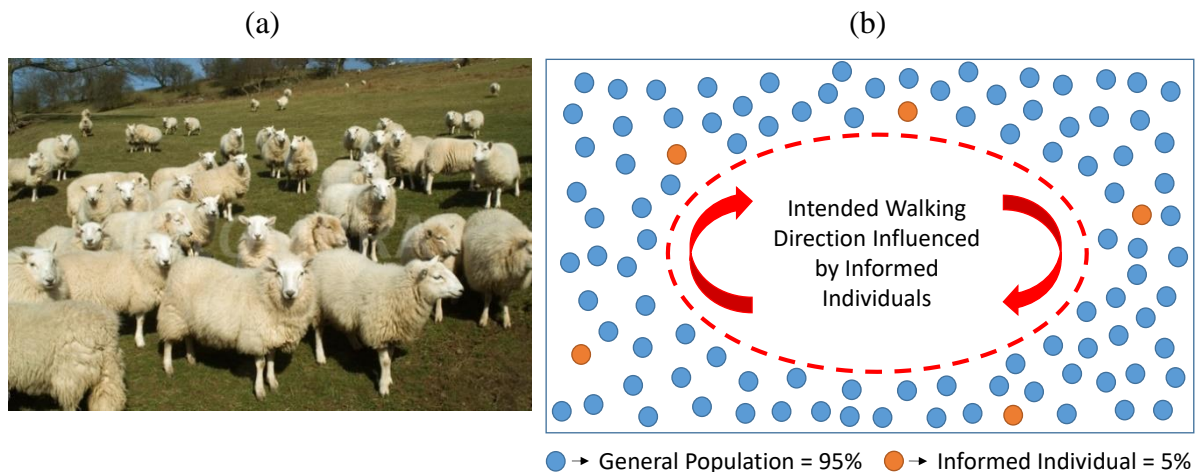 (a)
(b)
Intended Walking
Direction Influenced
by Informed
Individuals
General Population = 95%
Informed Individual = 5%